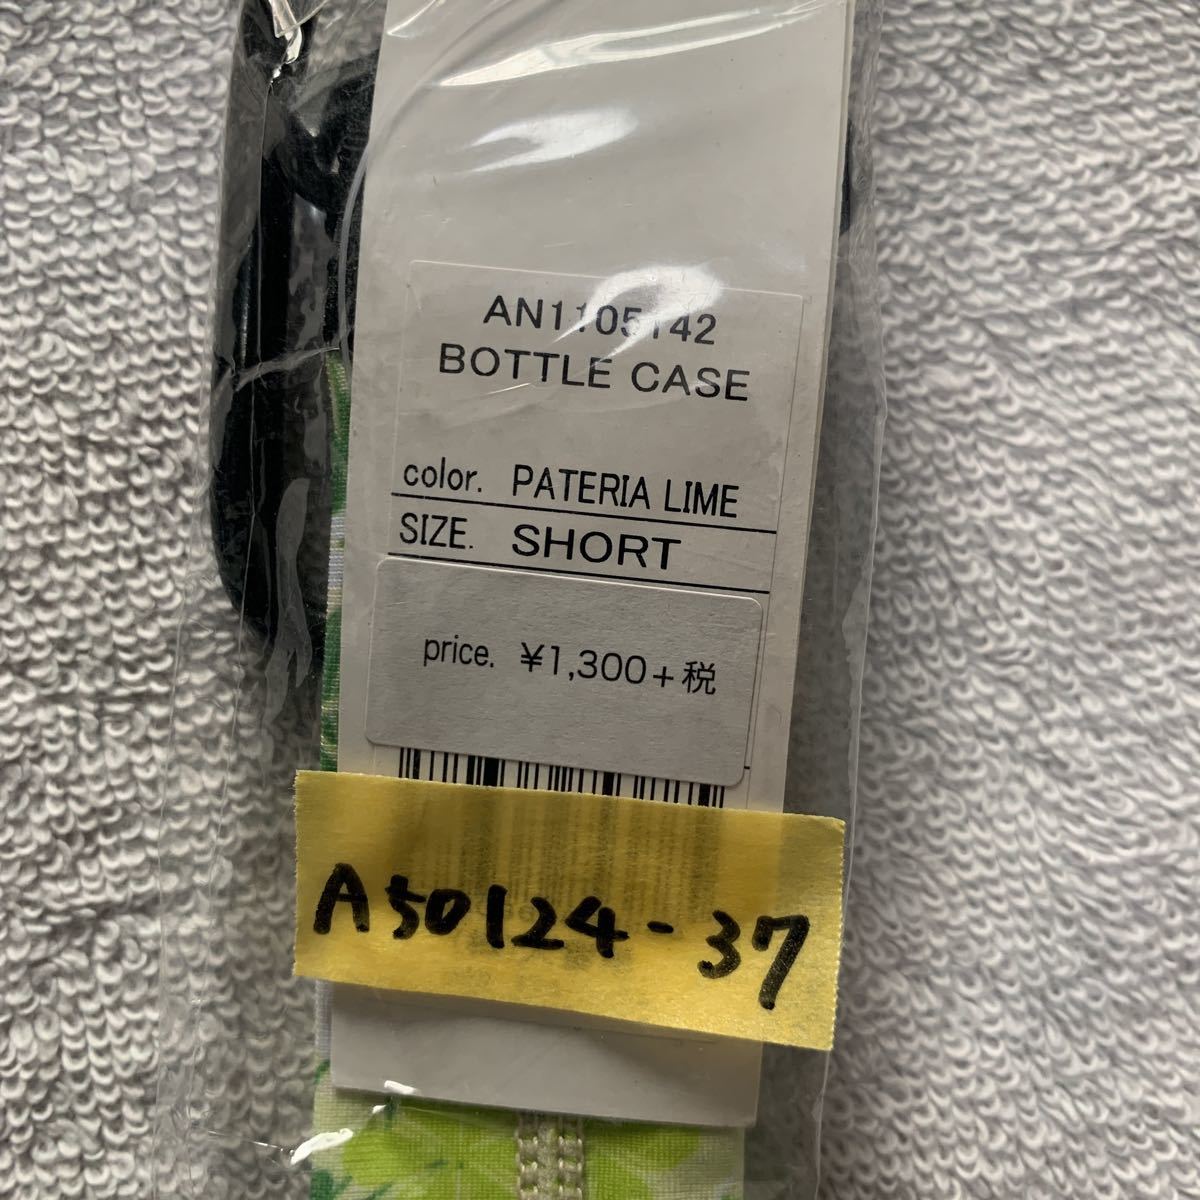 AN1105142
BOTTLE CASE
color. PATERIA LIME
SIZE. SHORT
price. ¥1,300+税
A50124-37